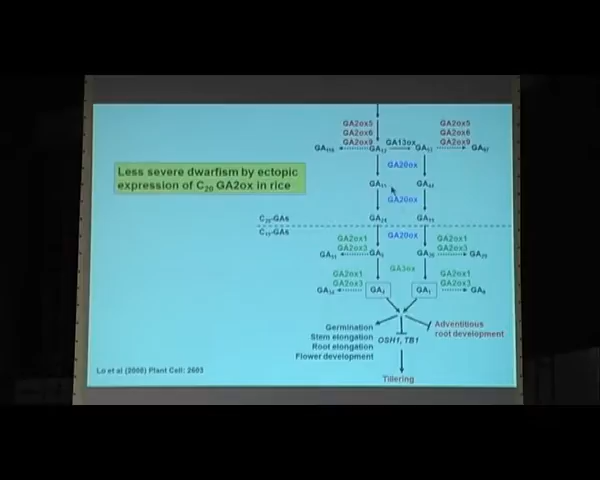 GA2ox5
GA2ox6
GA2ox9
GA13ox
GA2ox5
GA2ox6
GA2ox9
GA20ox
Less severe dwarfism by ectopic
expression of C20 GA2ox in rice
GA20ox
C20-GAs
C19-GAs
GA20ox
GA2ox1
GA2ox3
GA2ox1
GA2ox3
GA3ox
GA2ox1
GA2ox3
GA2ox1
GA2ox3
GA4
GA1
Germination
Stem elongation
Root elongation
Flower development
OSH1, TB1
Adventitious
root development
Tillering
Lo et al (2008) Plant Cell: 2603